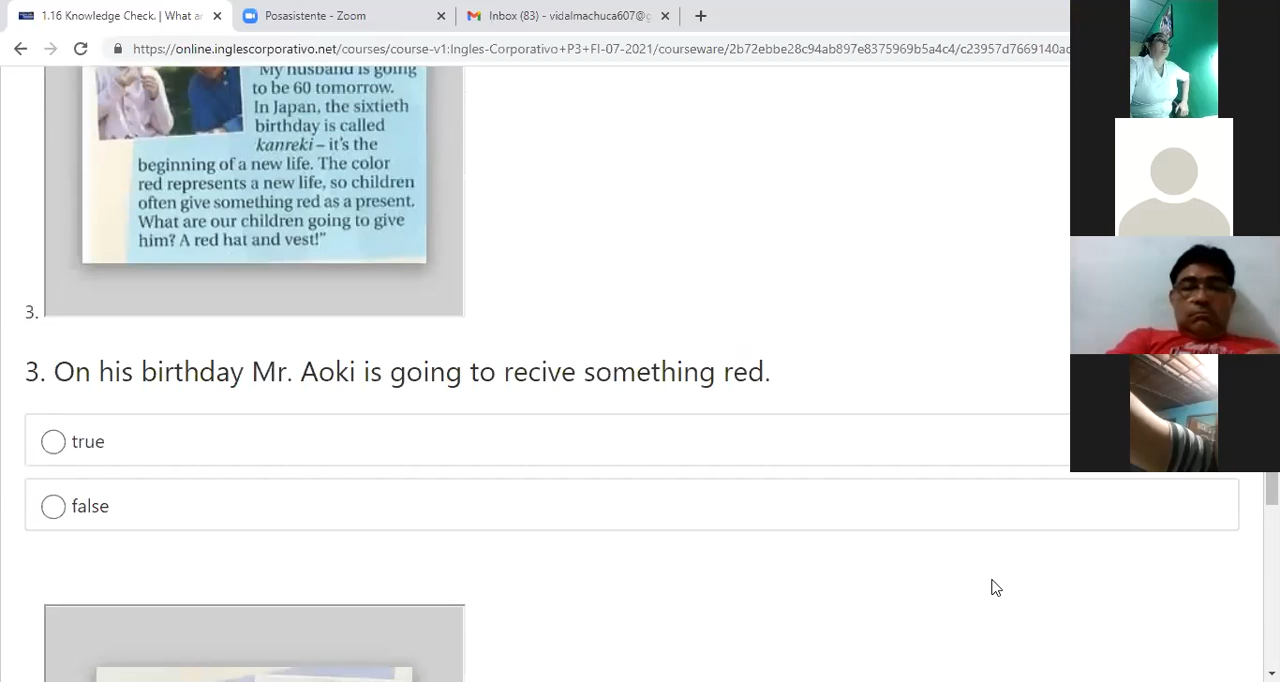 1.16 Knowledge Check. | What a
Posasistente - Zoom
Inbox (83) - vidalmachuca607@g
https://online.inglescorporativo.net/courses/course-v1:Ingles-Corporativo+P3+FI-07-2021/courseware/2b72ebbe28c94ab897e8375969b5a4c4/c23957d7669140ac
"My husband is going
to be 60 tomorrow.
In Japan, the sixtieth
birthday is called
kanreki – it's the
beginning of a new life. The color
red represents a new life, so children
often give something red as a present.
What are our children going to give
him? A red hat and vest!"
3.
3. On his birthday Mr. Aoki is going to recive something red.
true
false